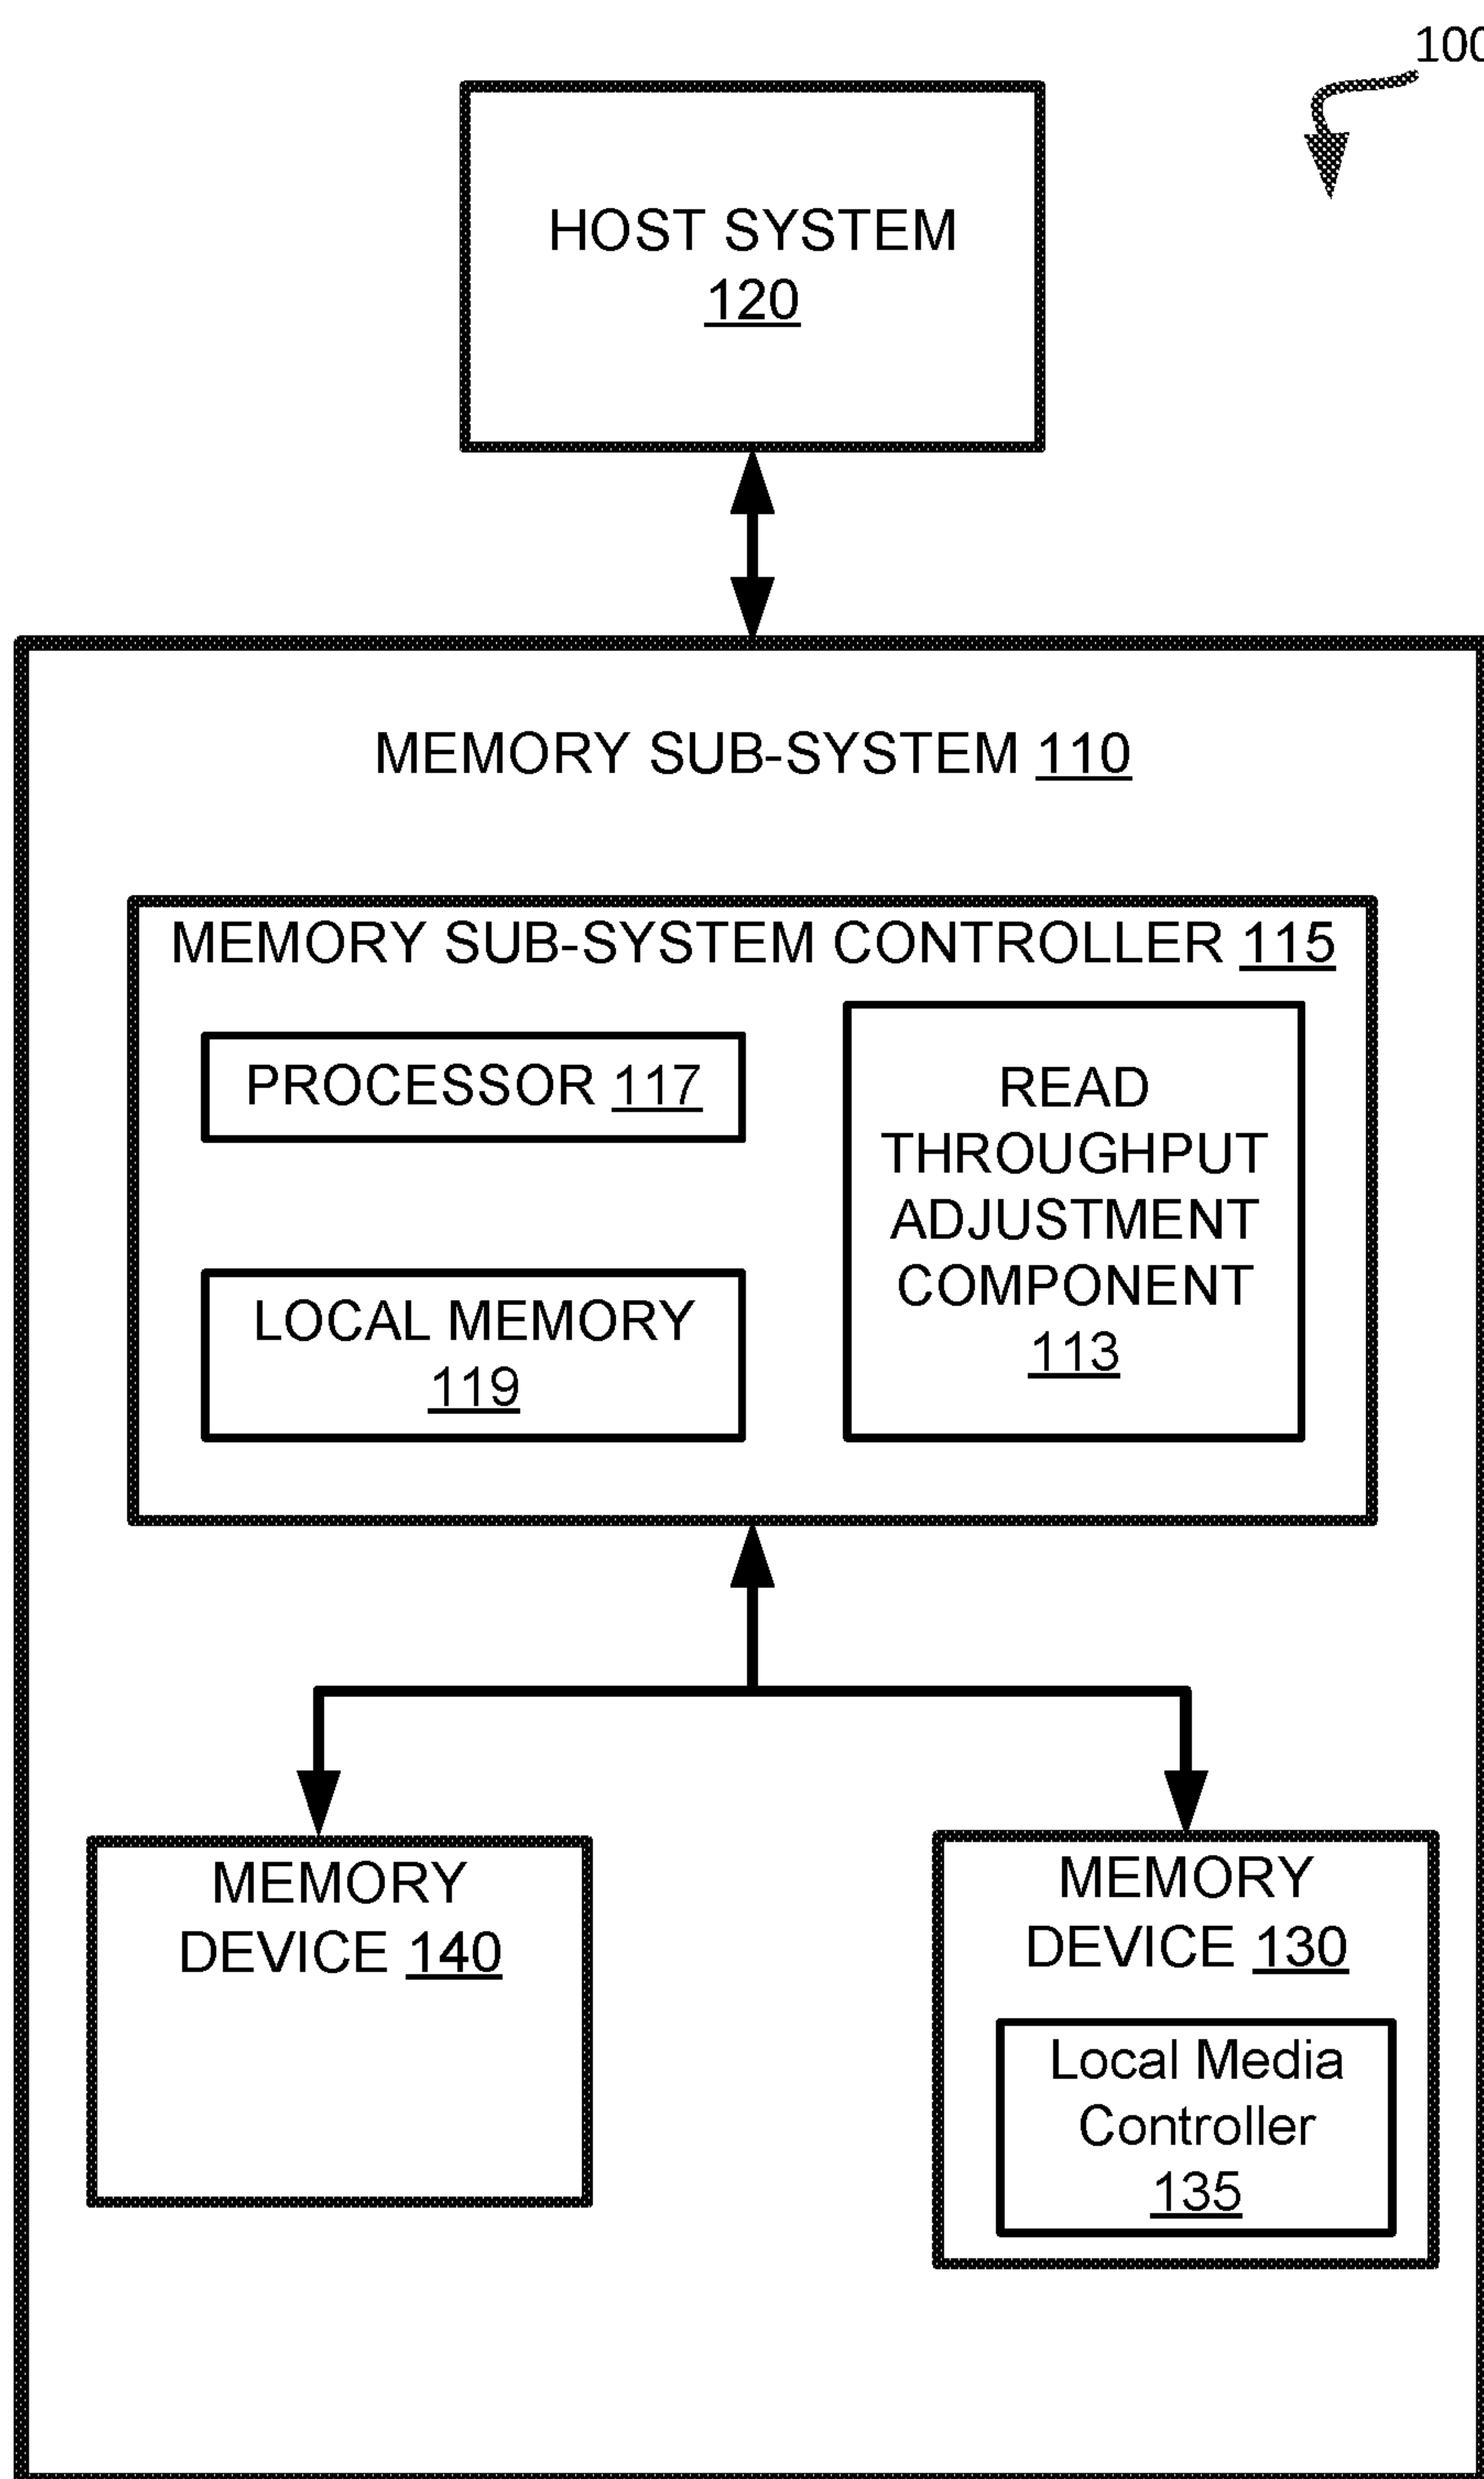 100
HOST SYSTEM
120
MEMORY SUB-SYSTEM 110
MEMORY SUB-SYSTEM CONTROLLER 115
PROCESSOR 117
READ
THROUGHPUT
ADJUSTMENT
COMPONENT
113
LOCAL MEMORY
119
MEMORY
DEVICE 140
MEMORY
DEVICE 130
Local Media
Controller
135